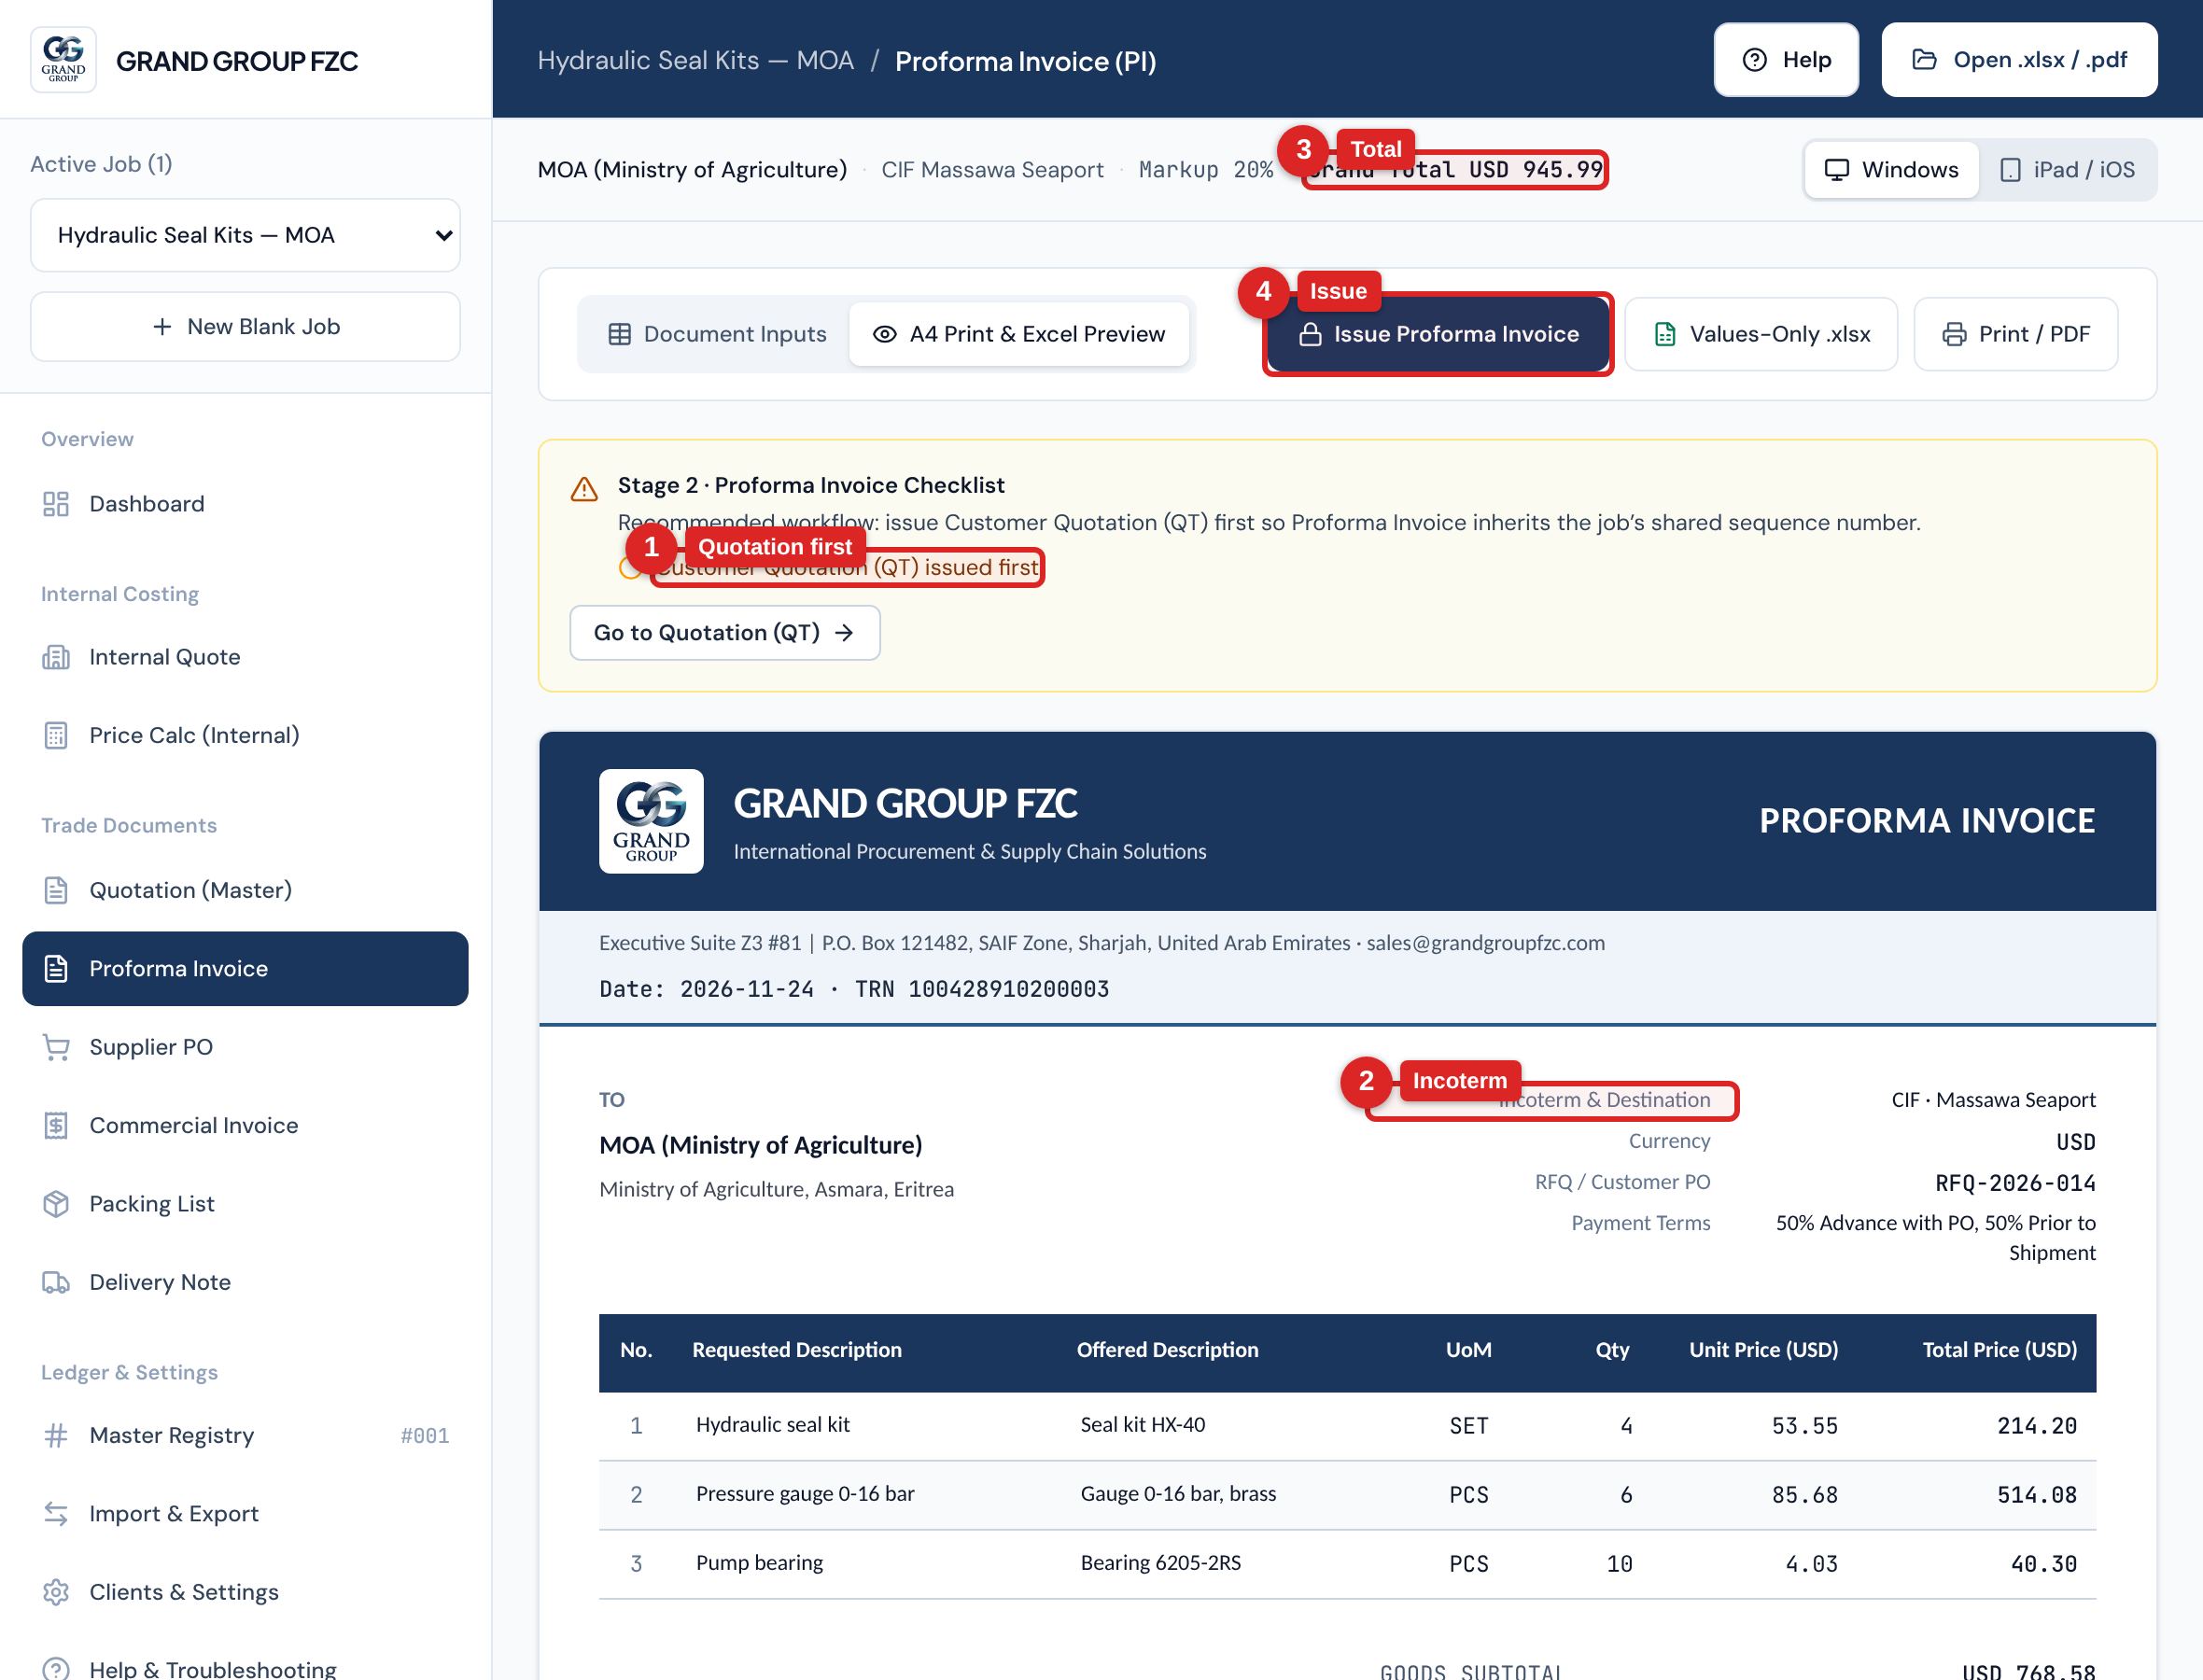 GRAND GROUP
GRAND GROUP FZC
Hydraulic Seal Kits — MOA / Proforma Invoice (PI)
Help
Open .xlsx / .pdf
Active Job (1)
Hydraulic Seal Kits — MOA
New Blank Job
MOA (Ministry of Agriculture) · CIF Massawa Seaport · Markup 20%
3 Total
Total USD 945.99
Windows
iPad / iOS
Document Inputs
A4 Print & Excel Preview
4 Issue
Issue Proforma Invoice
Values-Only .xlsx
Print / PDF
Stage 2 · Proforma Invoice Checklist
Recommended workflow: issue Customer Quotation (QT) first so Proforma Invoice inherits the job’s shared sequence number.
1 Quotation first
Customer Quotation (QT) issued first
Go to Quotation (QT) →
Overview
Dashboard
Internal Costing
Internal Quote
Price Calc (Internal)
Trade Documents
Quotation (Master)
Proforma Invoice
Supplier PO
Commercial Invoice
Packing List
Delivery Note
Ledger & Settings
Master Registry #001
Import & Export
Clients & Settings
Help & Troubleshooting
GRAND GROUP
GRAND GROUP FZC
International Procurement & Supply Chain Solutions
PROFORMA INVOICE
Executive Suite Z3 #81 | P.O. Box 121482, SAIF Zone, Sharjah, United Arab Emirates · sales@grandgroupfzc.com
Date: 2026-11-24 · TRN 100428910200003
TO
MOA (Ministry of Agriculture)
Ministry of Agriculture, Asmara, Eritrea
2 Incoterm
Incoterm & Destination CIF · Massawa Seaport
Currency USD
RFQ / Customer PO RFQ-2026-014
Payment Terms 50% Advance with PO, 50% Prior to
Shipment
No. Requested Description Offered Description UoM Qty Unit Price (USD) Total Price (USD)
1 Hydraulic seal kit Seal kit HX-40 SET 4 53.55 214.20
2 Pressure gauge 0-16 bar Gauge 0-16 bar, brass PCS 6 85.68 514.08
3 Pump bearing Bearing 6205-2RS PCS 10 4.03 40.30
GOODS SUBTOTAL USD 768.58